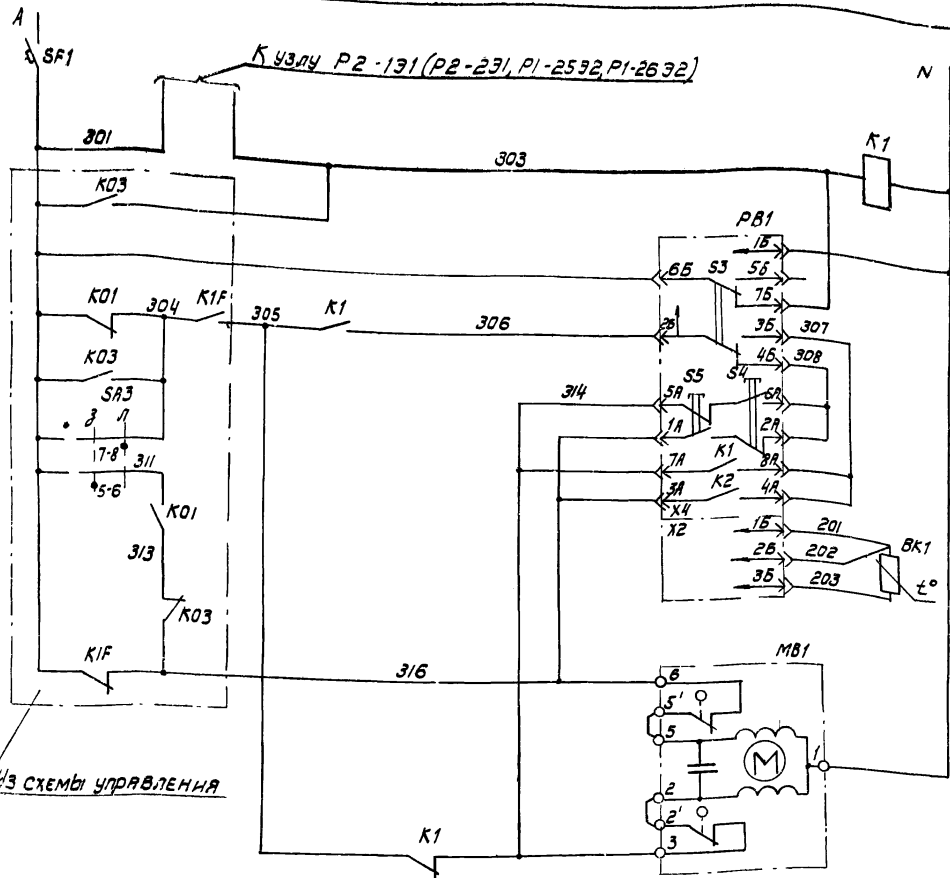 А
SF1
К узлу Р2-1Э1 (Р2-2Э1, Р1-25Э2, Р1-26Э2)
N
801
303
К1
К03
РВ1
1Б
6Б
S3
5Б
7Б
К01
304
К1F
305
К1
306
2Б
3Б
307
4Б
308
К03
SA3
314
5А
S5
S4
6А
З Л
1А
2А
7-8
311
7А
К1
8А
5-6
3А
К2
4А
К01
Х4
Х2
1Б
201
313
2Б
202
ВК1
3Б
203
t°
К03
К1F
316
МВ1
6
5'
5
М
1
Из схемы управления
2
2'
К1
3